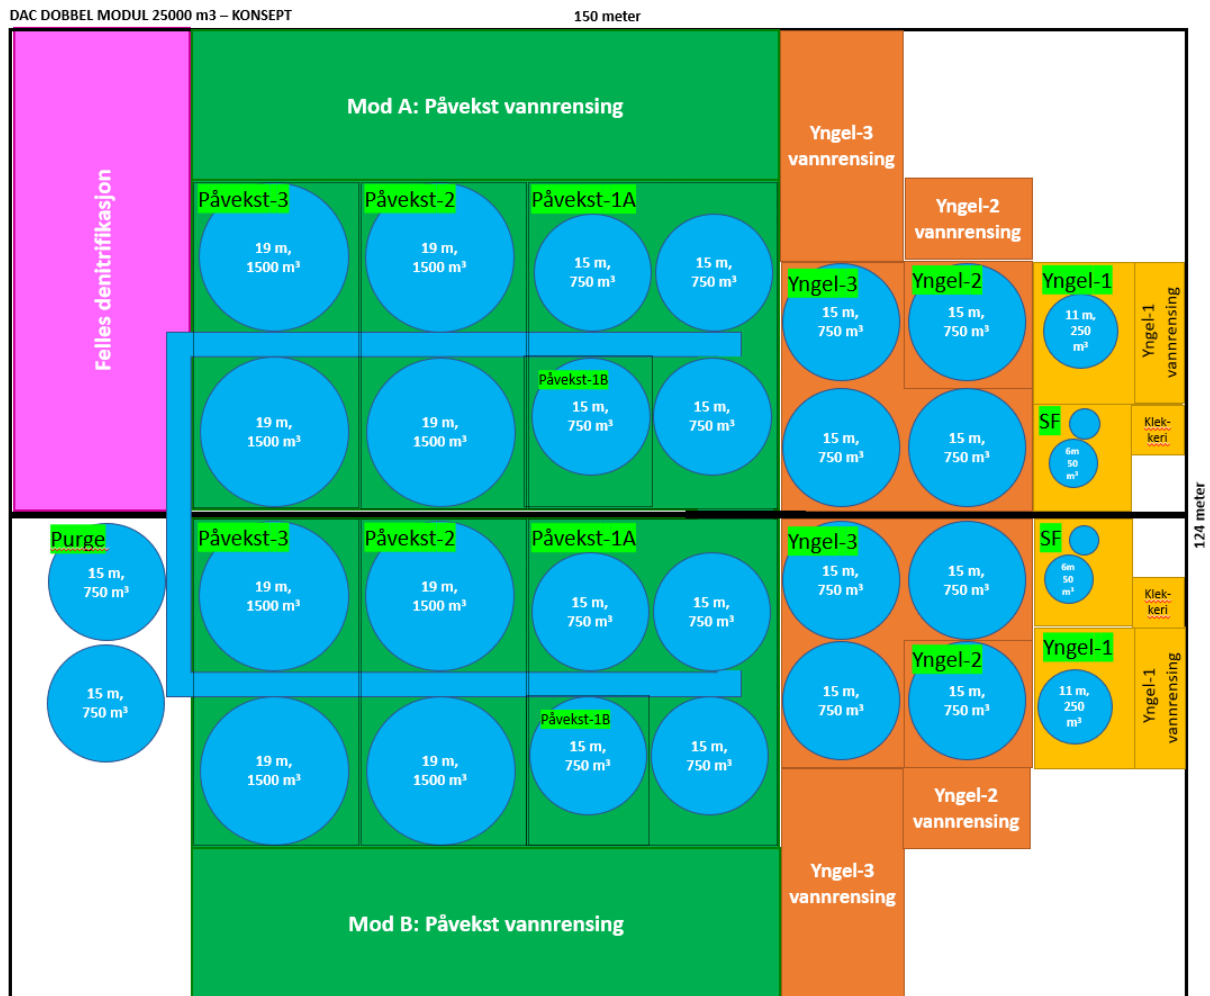 DAC DOBBEL MODUL 25000 m3 – KONSEPT
150 meter
Felles denitrifikasjon
Mod A: Påvekst vannrensing
Yngel-3
vannrensing
Yngel-2
vannrensing
Påvekst-3
19 m,
1500 m³
Påvekst-2
19 m,
1500 m³
Påvekst-1A
15 m,
750 m³
15 m,
750 m³
Yngel-3
15 m,
750 m³
Yngel-2
15 m,
750 m³
Yngel-1
11 m,
250
m³
Yngel-1
vannrensing
19 m,
1500 m³
19 m,
1500 m³
Påvekst-1B
15 m,
750 m³
15 m,
750 m³
15 m,
750 m³
15 m,
750 m³
SF
6m
50
m³
Klek-
keri
124 meter
Purge
15 m,
750 m³
15 m,
750 m³
Påvekst-3
19 m,
1500 m³
Påvekst-2
19 m,
1500 m³
Påvekst-1A
15 m,
750 m³
15 m,
750 m³
Yngel-3
15 m,
750 m³
15 m,
750 m³
SF
6m
50
m³
Klek-
keri
19 m,
1500 m³
19 m,
1500 m³
Påvekst-1B
15 m,
750 m³
15 m,
750 m³
15 m,
750 m³
Yngel-2
15 m,
750 m³
Yngel-1
11 m,
250
m³
Yngel-1
vannrensing
Yngel-2
vannrensing
Yngel-3
vannrensing
Mod B: Påvekst vannrensing